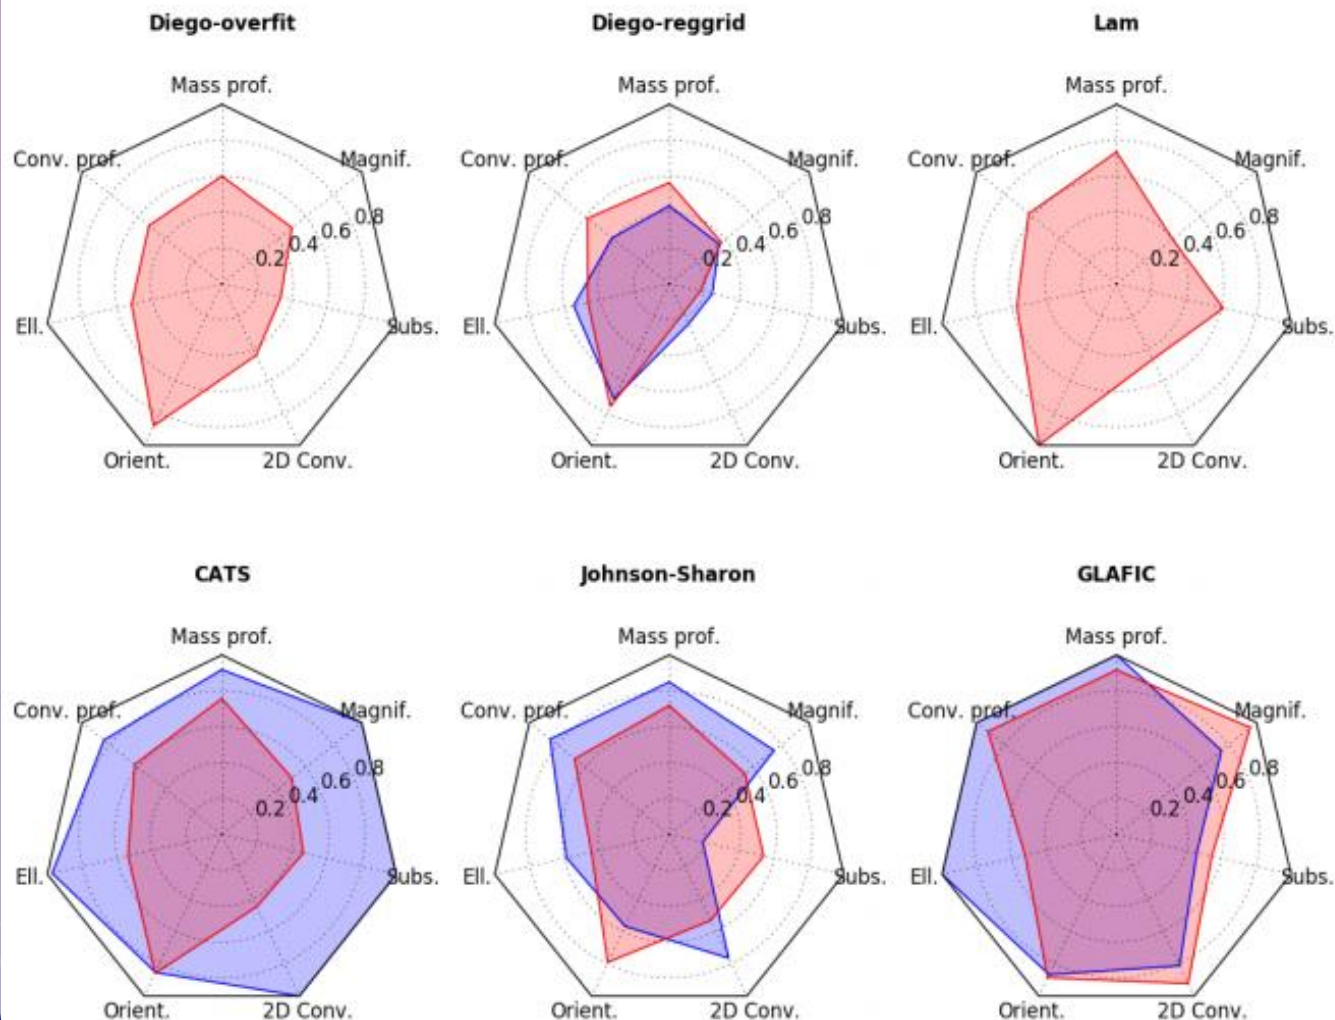 Diego-overfit
Diego-reggrid
Lam
Mass prof.
Mass prof.
Mass prof.
Conv. prof.
Magnif.
Conv. prof.
Magnif.
Conv. prof.
Magnif.
0.2
0.4
0.6
0.8
0.2
0.4
0.6
0.8
0.2
0.4
0.6
0.8
Ell.
Subs.
Ell.
Subs.
Ell.
Subs.
Orient.
2D Conv.
Orient.
2D Conv.
Orient.
2D Conv.
CATS
Johnson-Sharon
GLAFIC
Mass prof.
Mass prof.
Mass prof.
Conv. prof.
Magnif.
Conv. prof.
Magnif.
Conv. prof.
Magnif.
0.2
0.4
0.6
0.8
0.2
0.4
0.6
0.8
0.2
0.4
0.6
0.8
Ell.
Subs.
Ell.
Subs.
Ell.
Subs.
Orient.
2D Conv.
Orient.
2D Conv.
Orient.
2D Conv.